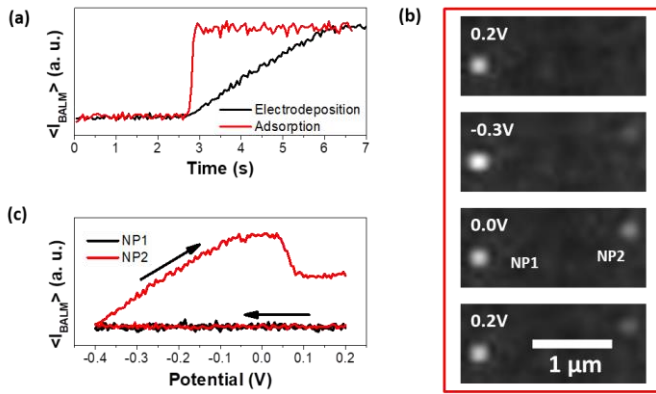 (a)
<I_BALM> (a. u.)
Electrodeposition
Adsorption
0 1 2 3 4 5 6 7
Time (s)
(b)
0.2V
-0.3V
0.0V
NP1 NP2
0.2V
1 µm
(c)
<I_BALM> (a. u.)
NP1
NP2
-0.4 -0.3 -0.2 -0.1 0.0 0.1 0.2
Potential (V)